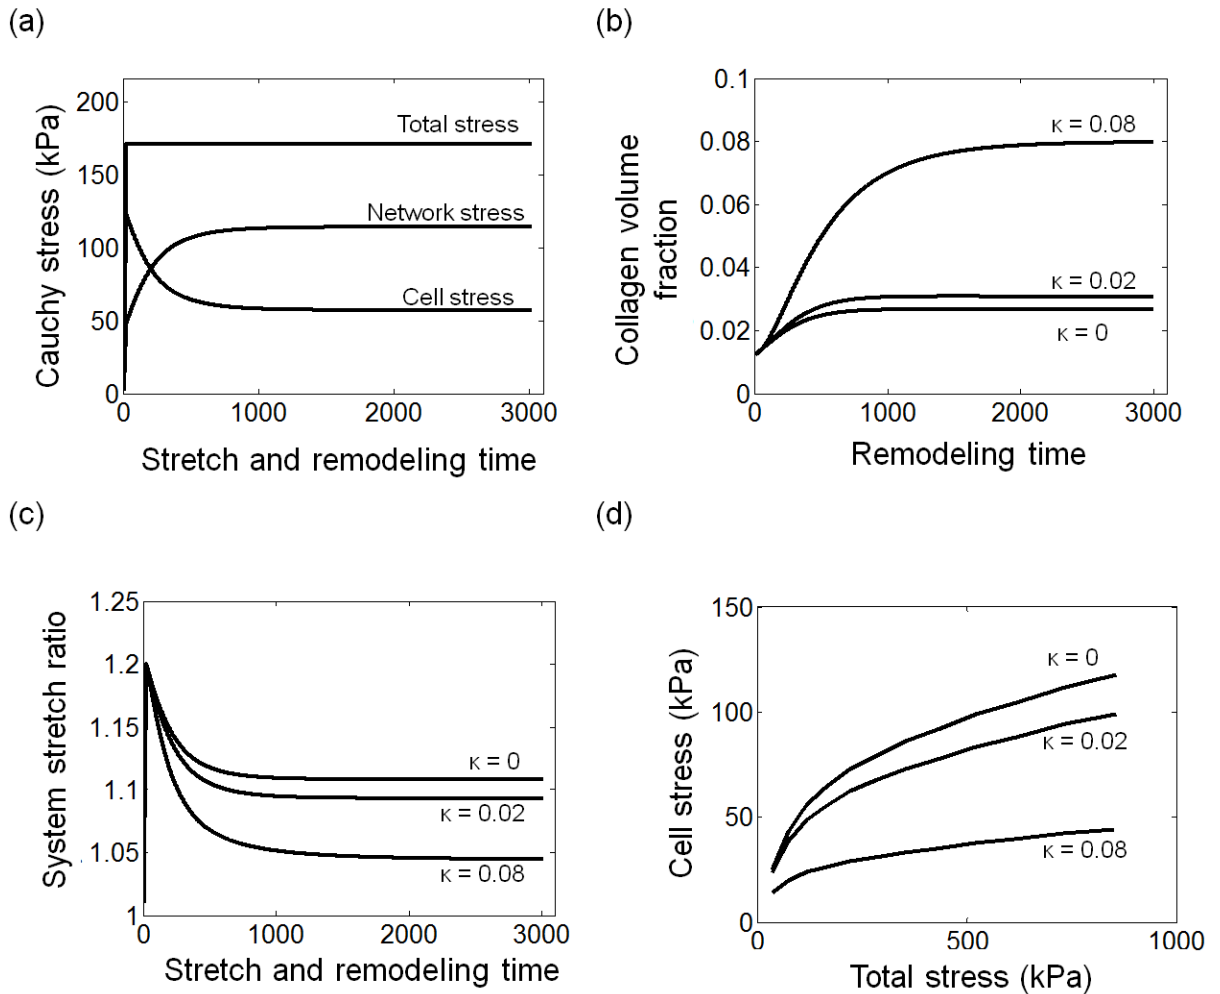 (a)
200
150
100
50
0
Cauchy stress (kPa)
Total stress
Network stress
Cell stress
0 1000 2000 3000
Stretch and remodeling time
(b)
0.1
0.08
0.06
0.04
0.02
0
Collagen volume
fraction
κ = 0.08
κ = 0.02
κ = 0
0 1000 2000 3000
Remodeling time
(c)
1.25
1.2
1.15
1.1
1.05
1
System stretch ratio
κ = 0
κ = 0.02
κ = 0.08
0 1000 2000 3000
Stretch and remodeling time
(d)
150
100
50
0
Cell stress (kPa)
κ = 0
κ = 0.02
κ = 0.08
0 500 1000
Total stress (kPa)